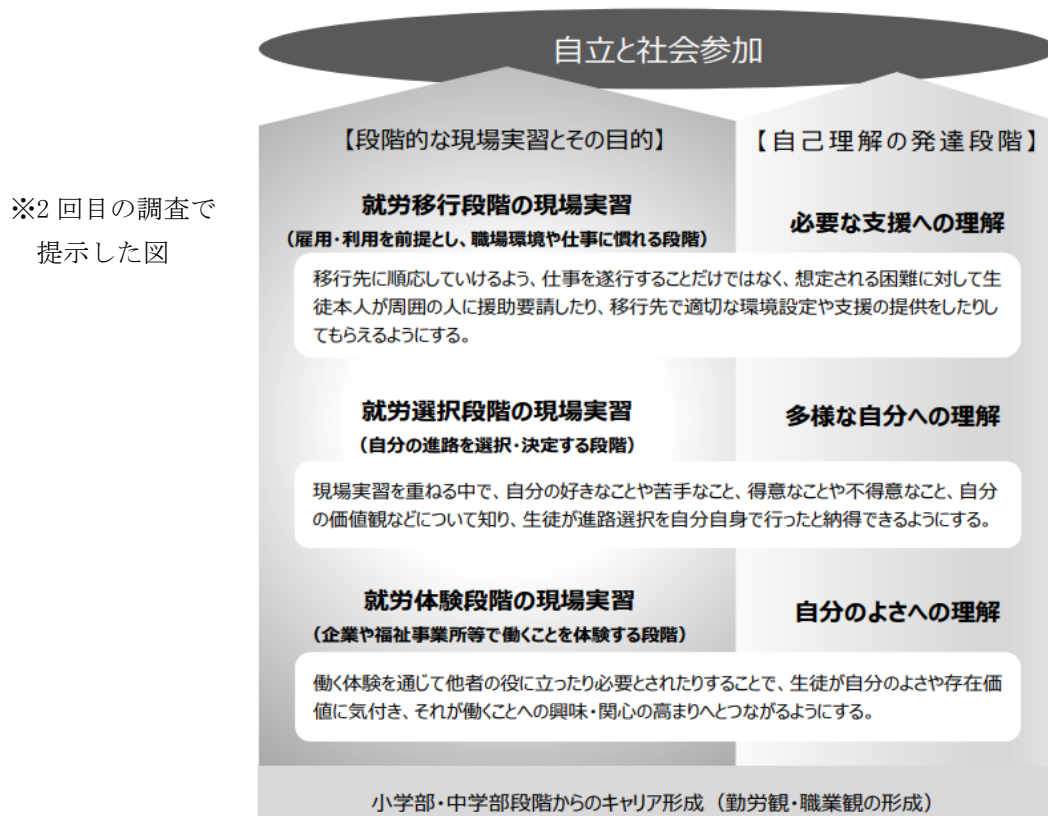 自立と社会参加
【段階的な現場実習とその目的】
【自己理解の発達段階】
※2 回目の調査で
提示した図
就労移行段階の現場実習
(雇用・利用を前提とし、職場環境や仕事に慣れる段階)
必要な支援への理解
移行先に順応していけるよう、仕事を遂行することだけではなく、想定される困難に対して生
徒本人が周囲の人に援助要請したり、移行先で適切な環境設定や支援の提供をしたりし
てもらえるようにする。
就労選択段階の現場実習
(自分の進路を選択・決定する段階)
多様な自分への理解
現場実習を重ねる中で、自分の好きなことや苦手なこと、得意なことや不得意なこと、自分
の価値観などについて知り、生徒が進路選択を自分自身で行ったと納得できるようにする。
就労体験段階の現場実習
(企業や福祉事業所等で働くことを体験する段階)
自分のよさへの理解
働く体験を通じて他者の役に立ったり必要とされたりすることで、生徒が自分のよさや存在価
値に気付き、それが働くことへの興味・関心の高まりへとつながるようにする。
小学部・中学部段階からのキャリア形成(勤労観・職業観の形成)